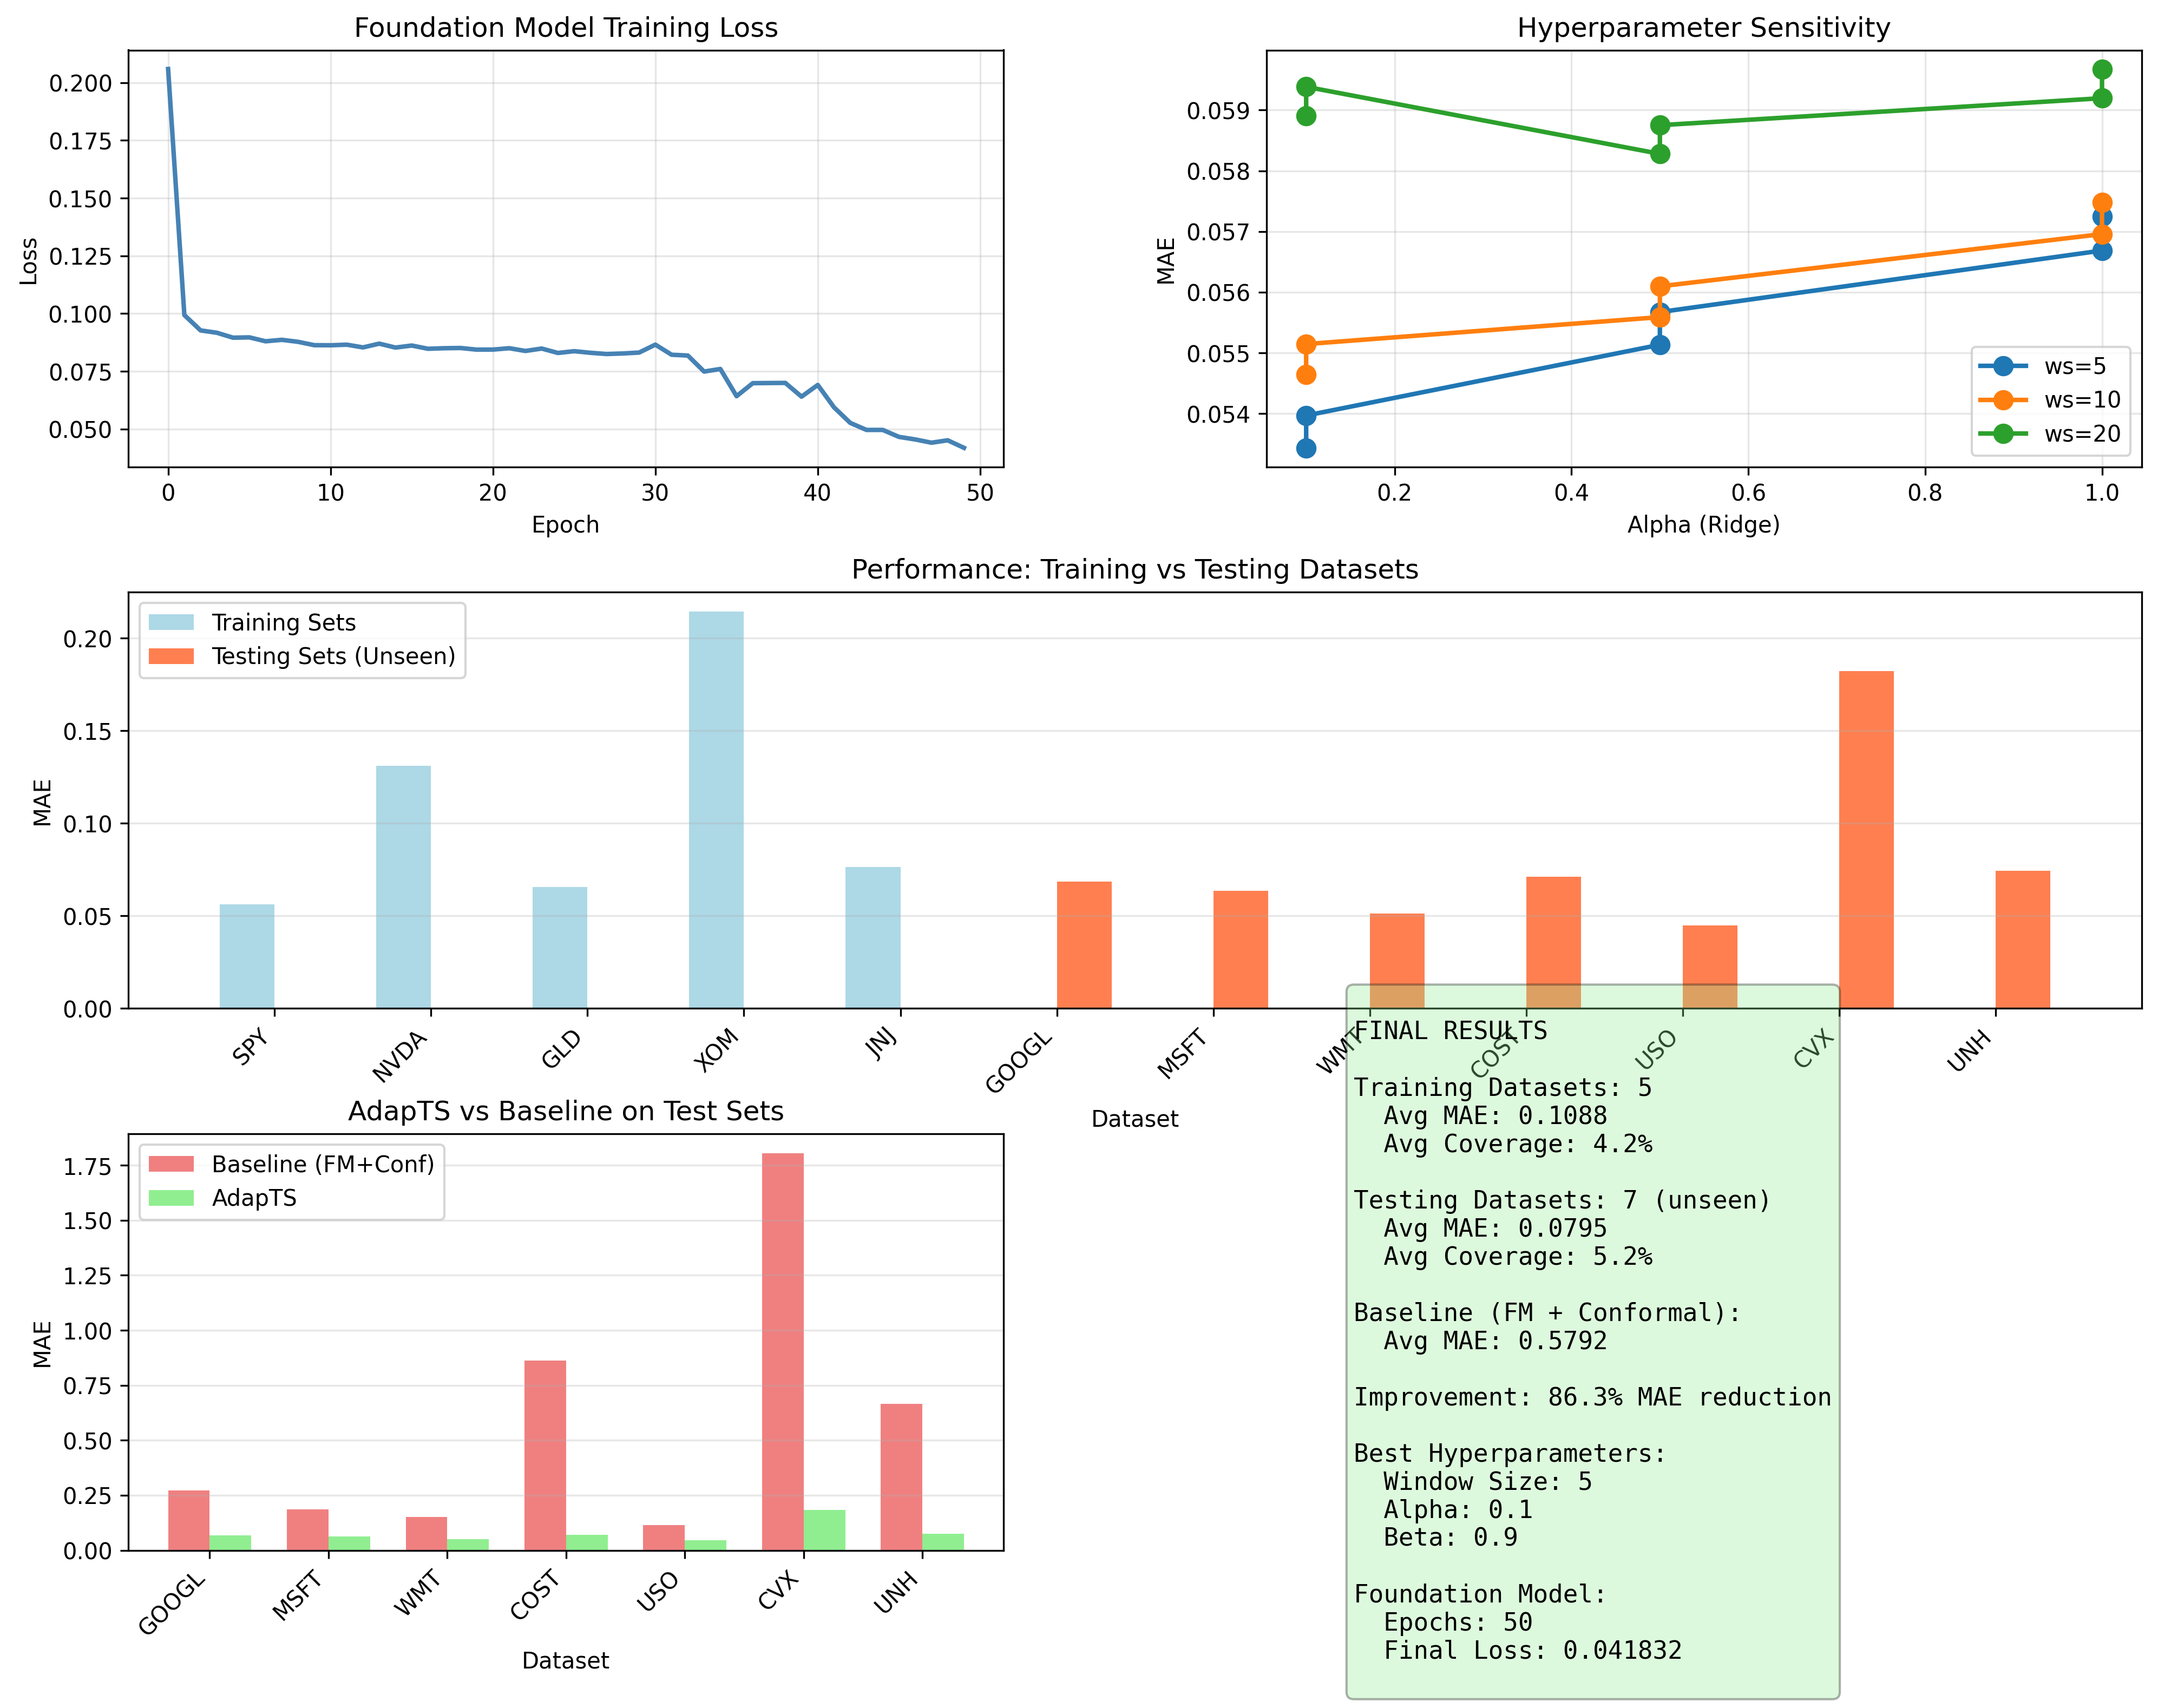 Foundation Model Training Loss
0.200
0.175
0.150
0.125
0.100
0.075
0.050
Loss
0 10 20 30 40 50
Epoch
Hyperparameter Sensitivity
0.059
0.058
0.057
0.056
0.055
0.054
MAE
ws=5
ws=10
ws=20
0.2 0.4 0.6 0.8 1.0
Alpha (Ridge)
Performance: Training vs Testing Datasets
Training Sets
Testing Sets (Unseen)
0.20
0.15
0.10
0.05
0.00
MAE
SPY NVDA GLD XOM JNJ GOOGL MSFT WMT COST USO CVX UNH
Dataset
AdapTS vs Baseline on Test Sets
Baseline (FM+Conf)
AdapTS
1.75
1.50
1.25
1.00
0.75
0.50
0.25
0.00
MAE
GOOGL MSFT WMT COST USO CVX UNH
Dataset
FINAL RESULTS
Training Datasets: 5
Avg MAE: 0.1088
Avg Coverage: 4.2%
Testing Datasets: 7 (unseen)
Avg MAE: 0.0795
Avg Coverage: 5.2%
Baseline (FM + Conformal):
Avg MAE: 0.5792
Improvement: 86.3% MAE reduction
Best Hyperparameters:
Window Size: 5
Alpha: 0.1
Beta: 0.9
Foundation Model:
Epochs: 50
Final Loss: 0.041832